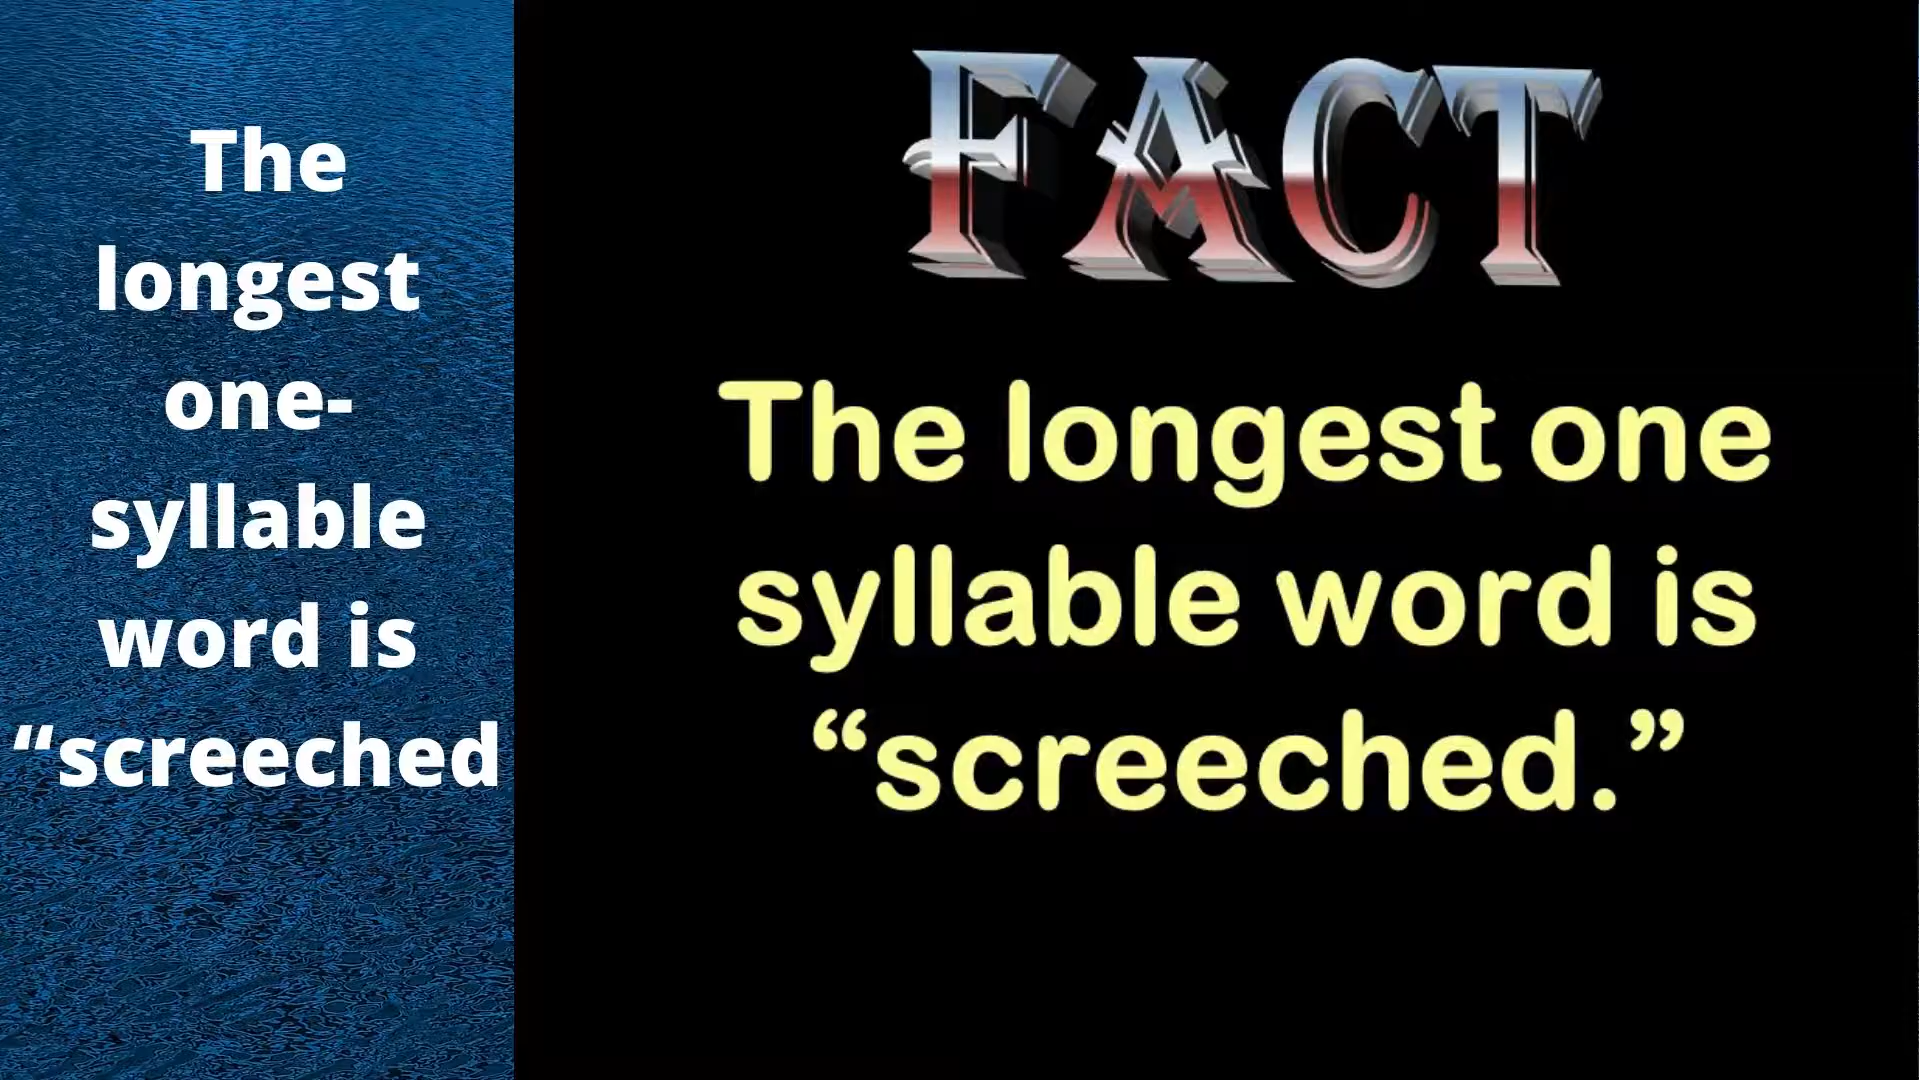 The
longest
one-
syllable
word is
“screeched
FACT
The longest one
syllable word is
“screeched.”